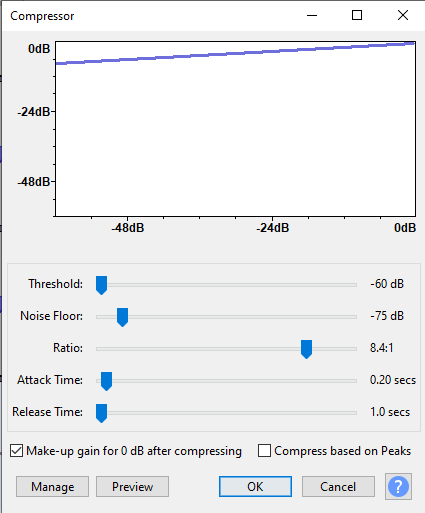 Compressor
0dB
-24dB
-48dB
-48dB -24dB 0dB
Threshold: -60 dB
Noise Floor: -75 dB
Ratio: 8.4:1
Attack Time: 0.20 secs
Release Time: 1.0 secs
Make-up gain for 0 dB after compressing Compress based on Peaks
Manage Preview OK Cancel ?